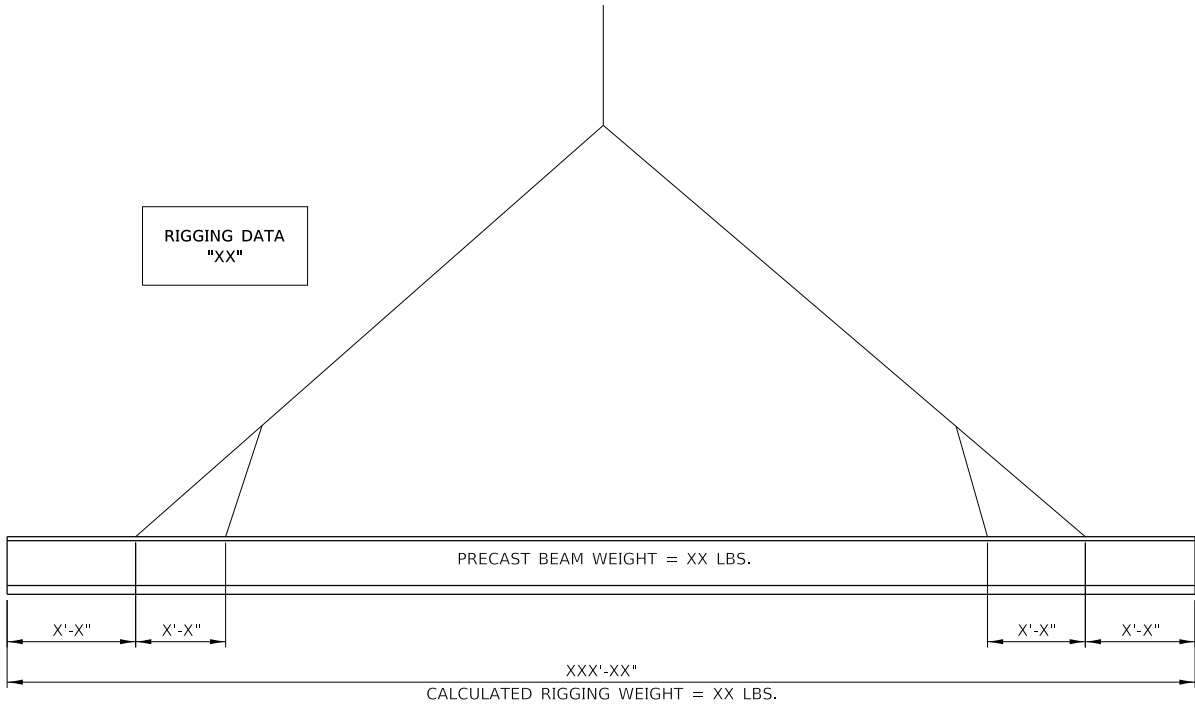 RIGGING DATA
"XX"
PRECAST BEAM WEIGHT = XX LBS.
X'-X"
X'-X"
X'-X"
X'-X"
XXX'-XX"
CALCULATED RIGGING WEIGHT = XX LBS.